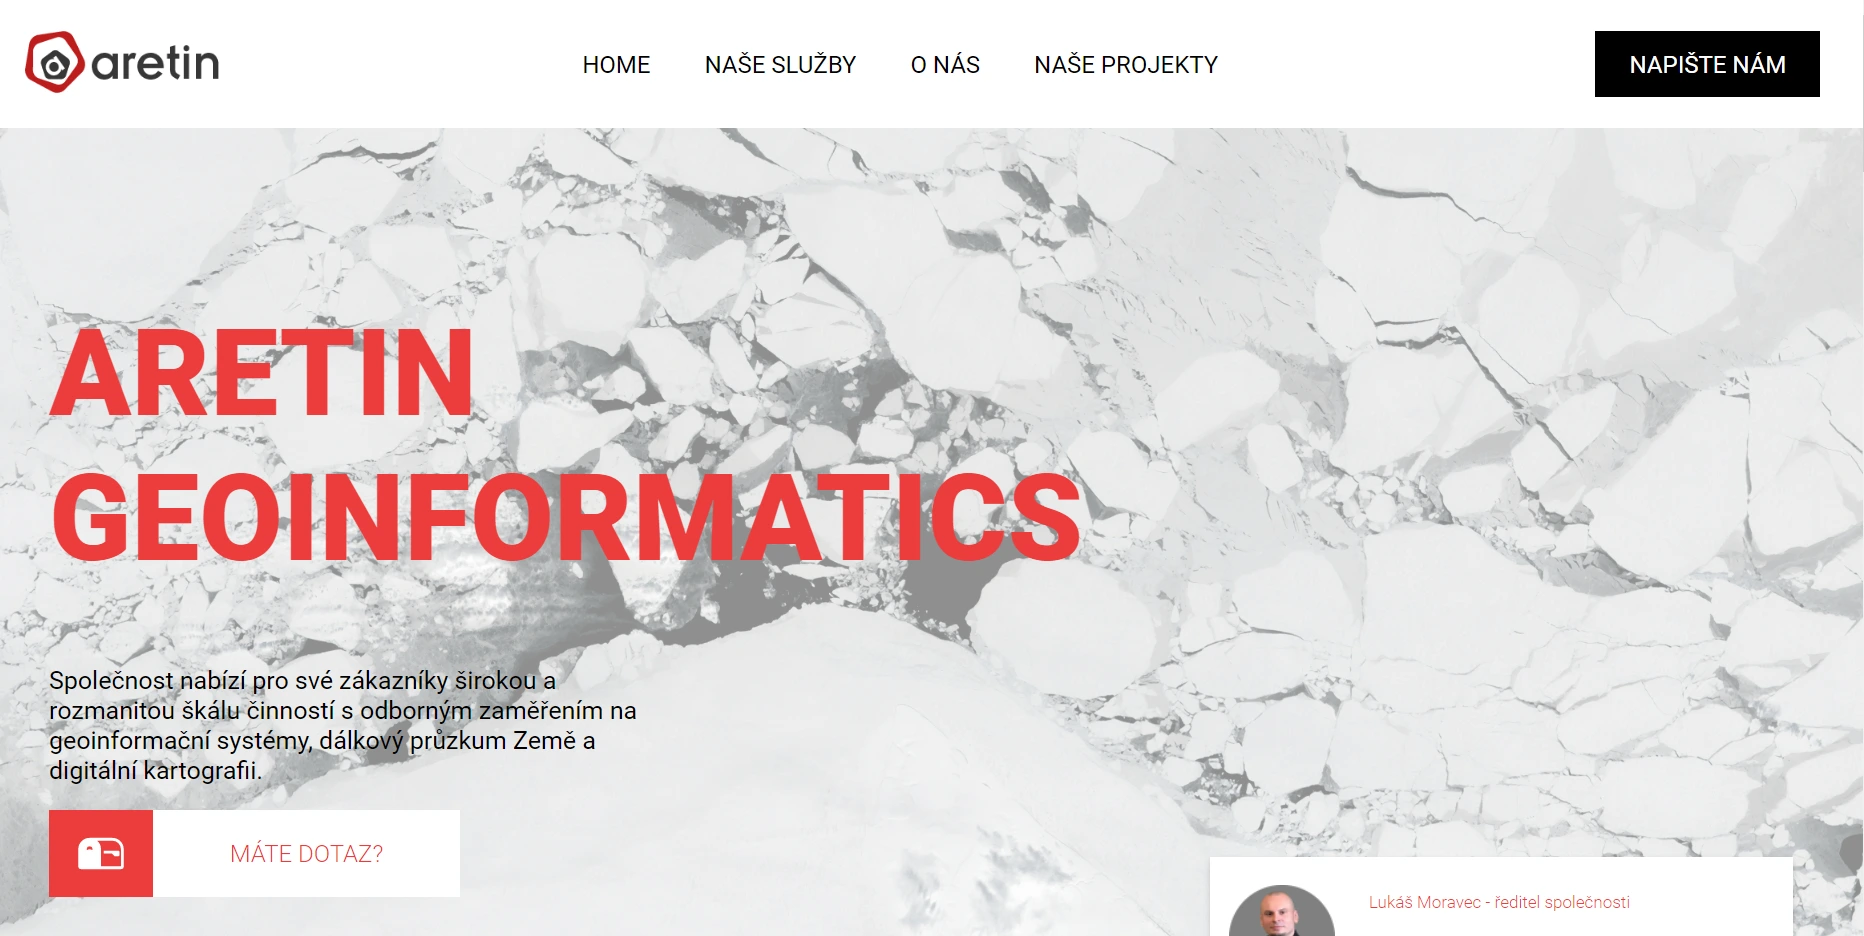 aretin
HOME
NAŠE SLUŽBY
O NÁS
NAŠE PROJEKTY
NAPIŠTE NÁM
ARETIN
GEOINFORMATICS
Společnost nabízí pro své zákazníky širokou a
rozmanitou škálu činností s odborným zaměřením na
geoinformační systémy, dálkový průzkum Země a
digitální kartografii.
MÁTE DOTAZ?
Lukáš Moravec - ředitel společnosti